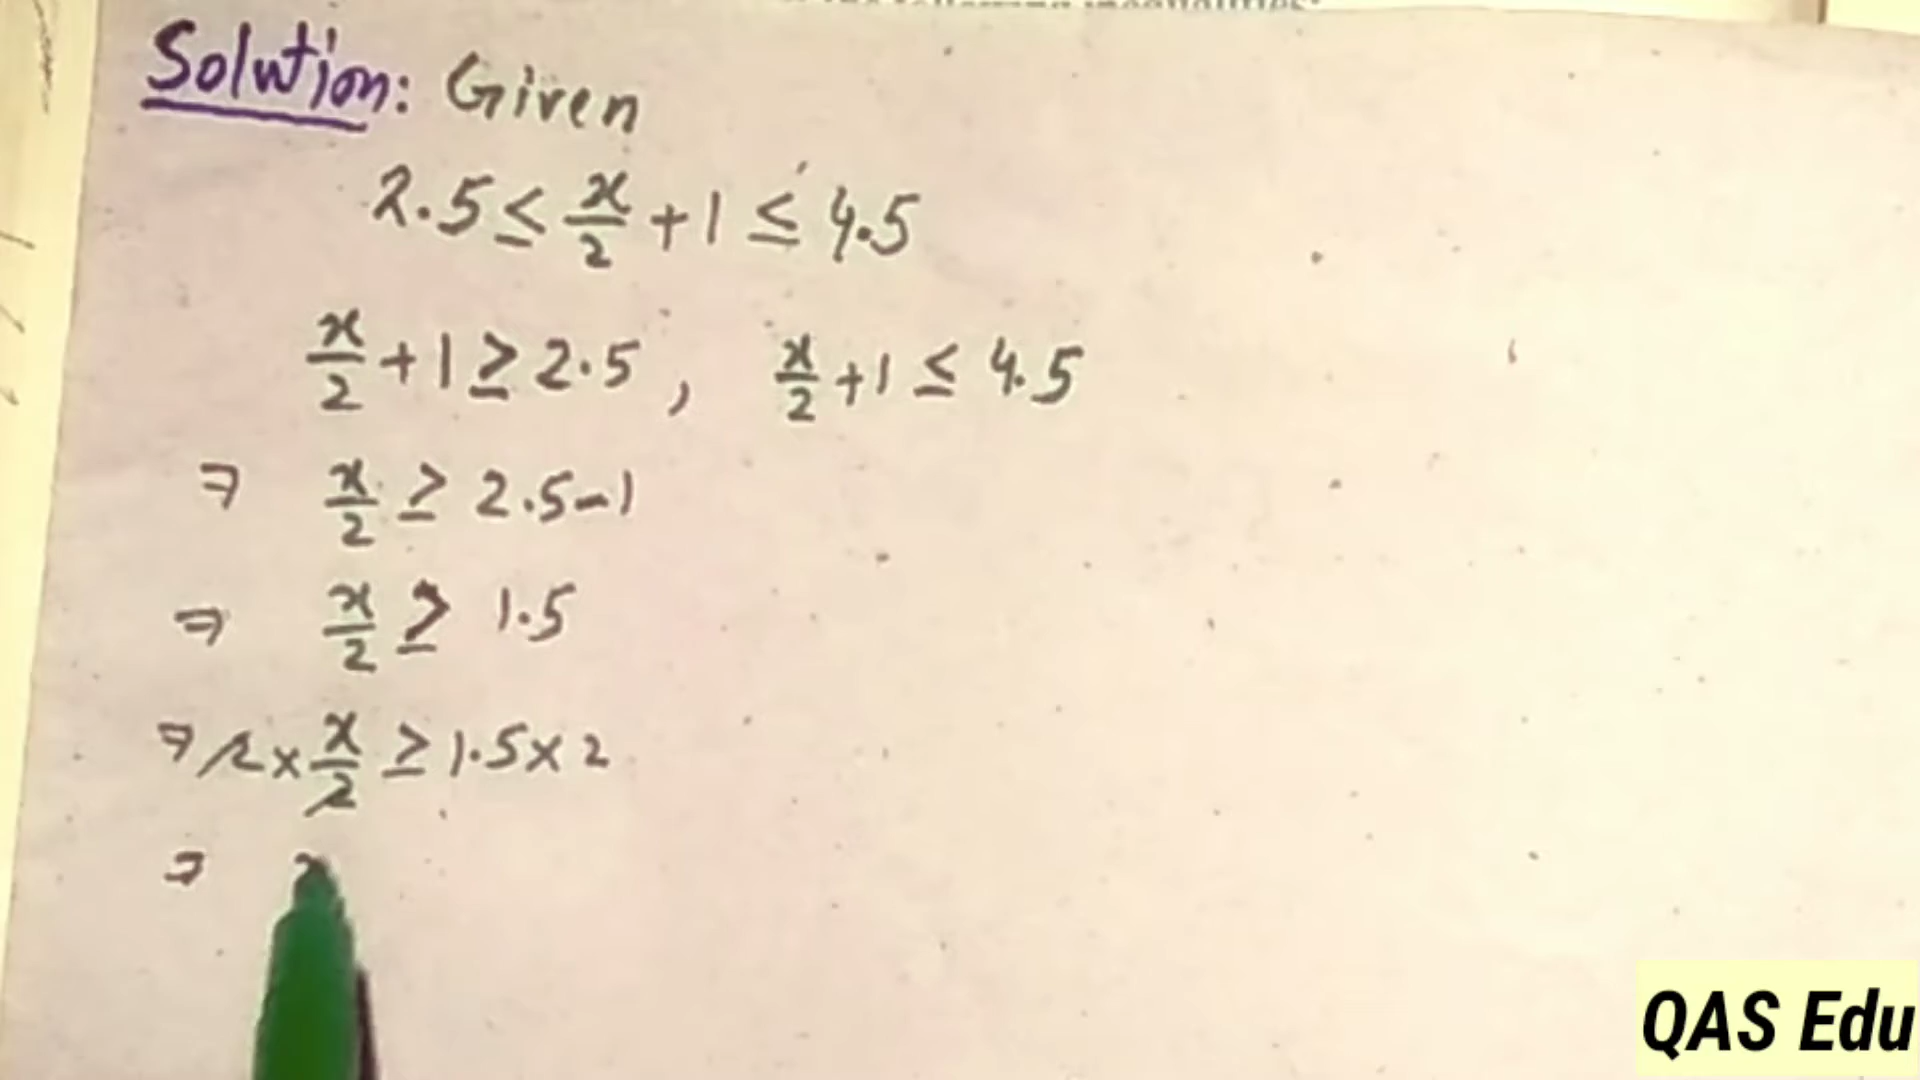 Solution: Given
2.5 ≤ x/2 + 1 ≤ 4.5
x/2 + 1 ≥ 2.5 , x/2 + 1 ≤ 4.5
⇒ x/2 ≥ 2.5 - 1
⇒ x/2 ≥ 1.5
⇒ 2 × x/2 ≥ 1.5 × 2
⇒ x
QAS Edu